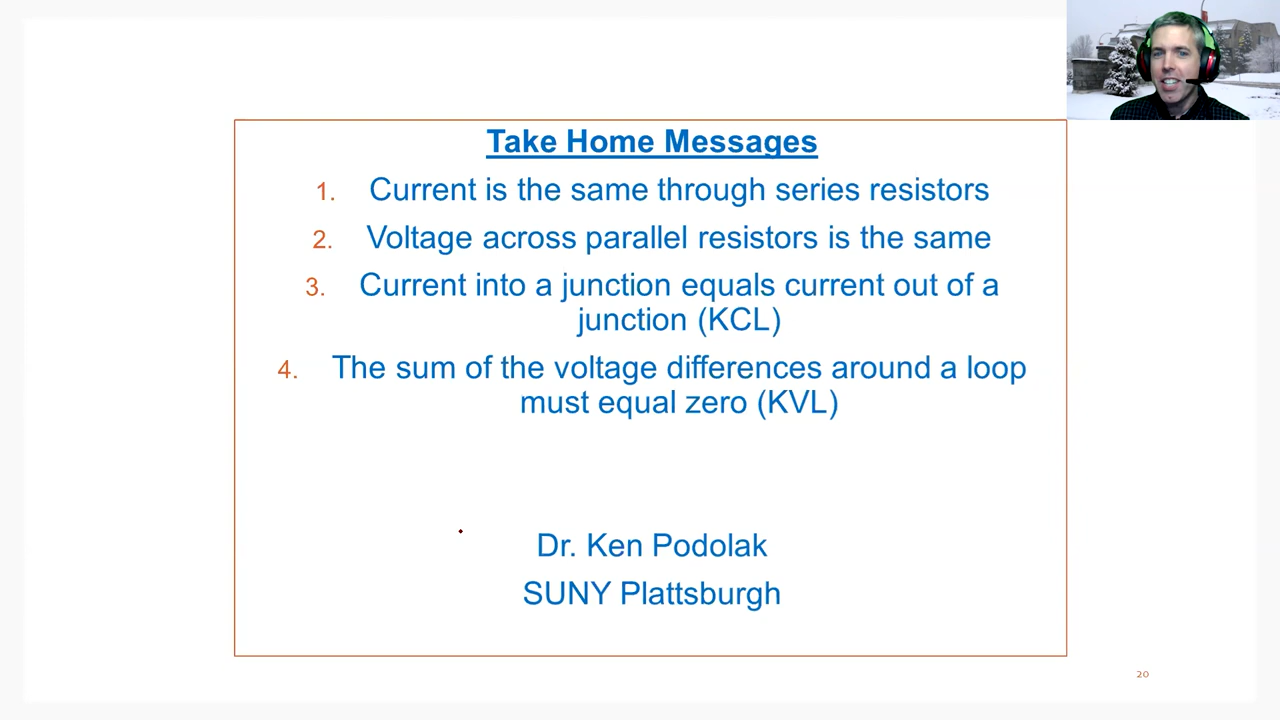 Take Home Messages
1. Current is the same through series resistors
2. Voltage across parallel resistors is the same
3. Current into a junction equals current out of a
junction (KCL)
4. The sum of the voltage differences around a loop
must equal zero (KVL)
Dr. Ken Podolak
SUNY Plattsburgh
20